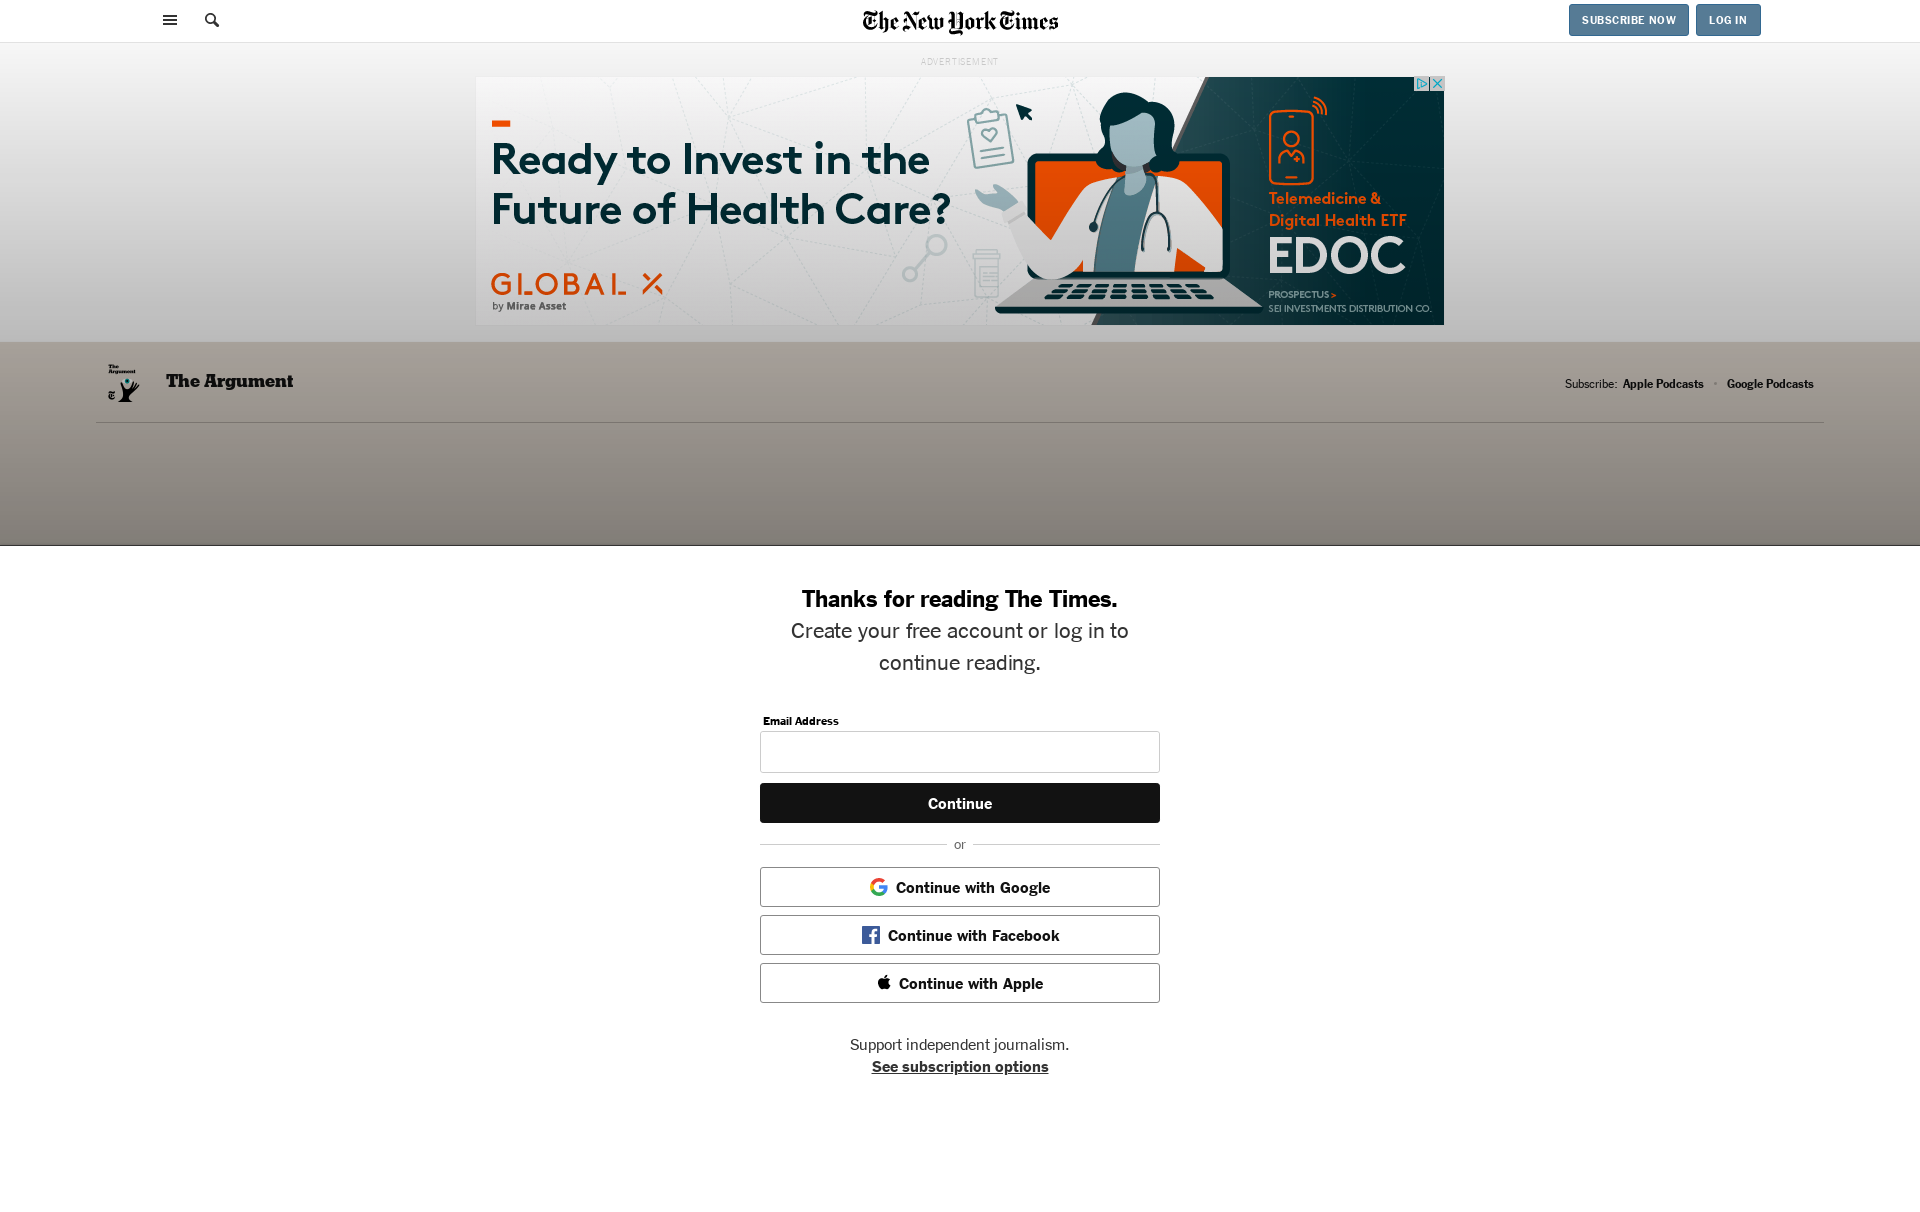 The New York Times
SUBSCRIBE NOW
LOG IN
ADVERTISEMENT
Ready to Invest in the
Future of Health Care?
GLOBAL X
by Mirae Asset
Telemedicine &
Digital Health ETF
EDOC
PROSPECTUS >
SEI INVESTMENTS DISTRIBUTION CO.
The
Argument
T
The Argument
Subscribe: Apple Podcasts • Google Podcasts
Thanks for reading The Times.
Create your free account or log in to
continue reading.
Email Address
Continue
or
Continue with Google
Continue with Facebook
Continue with Apple
Support independent journalism.
See subscription options